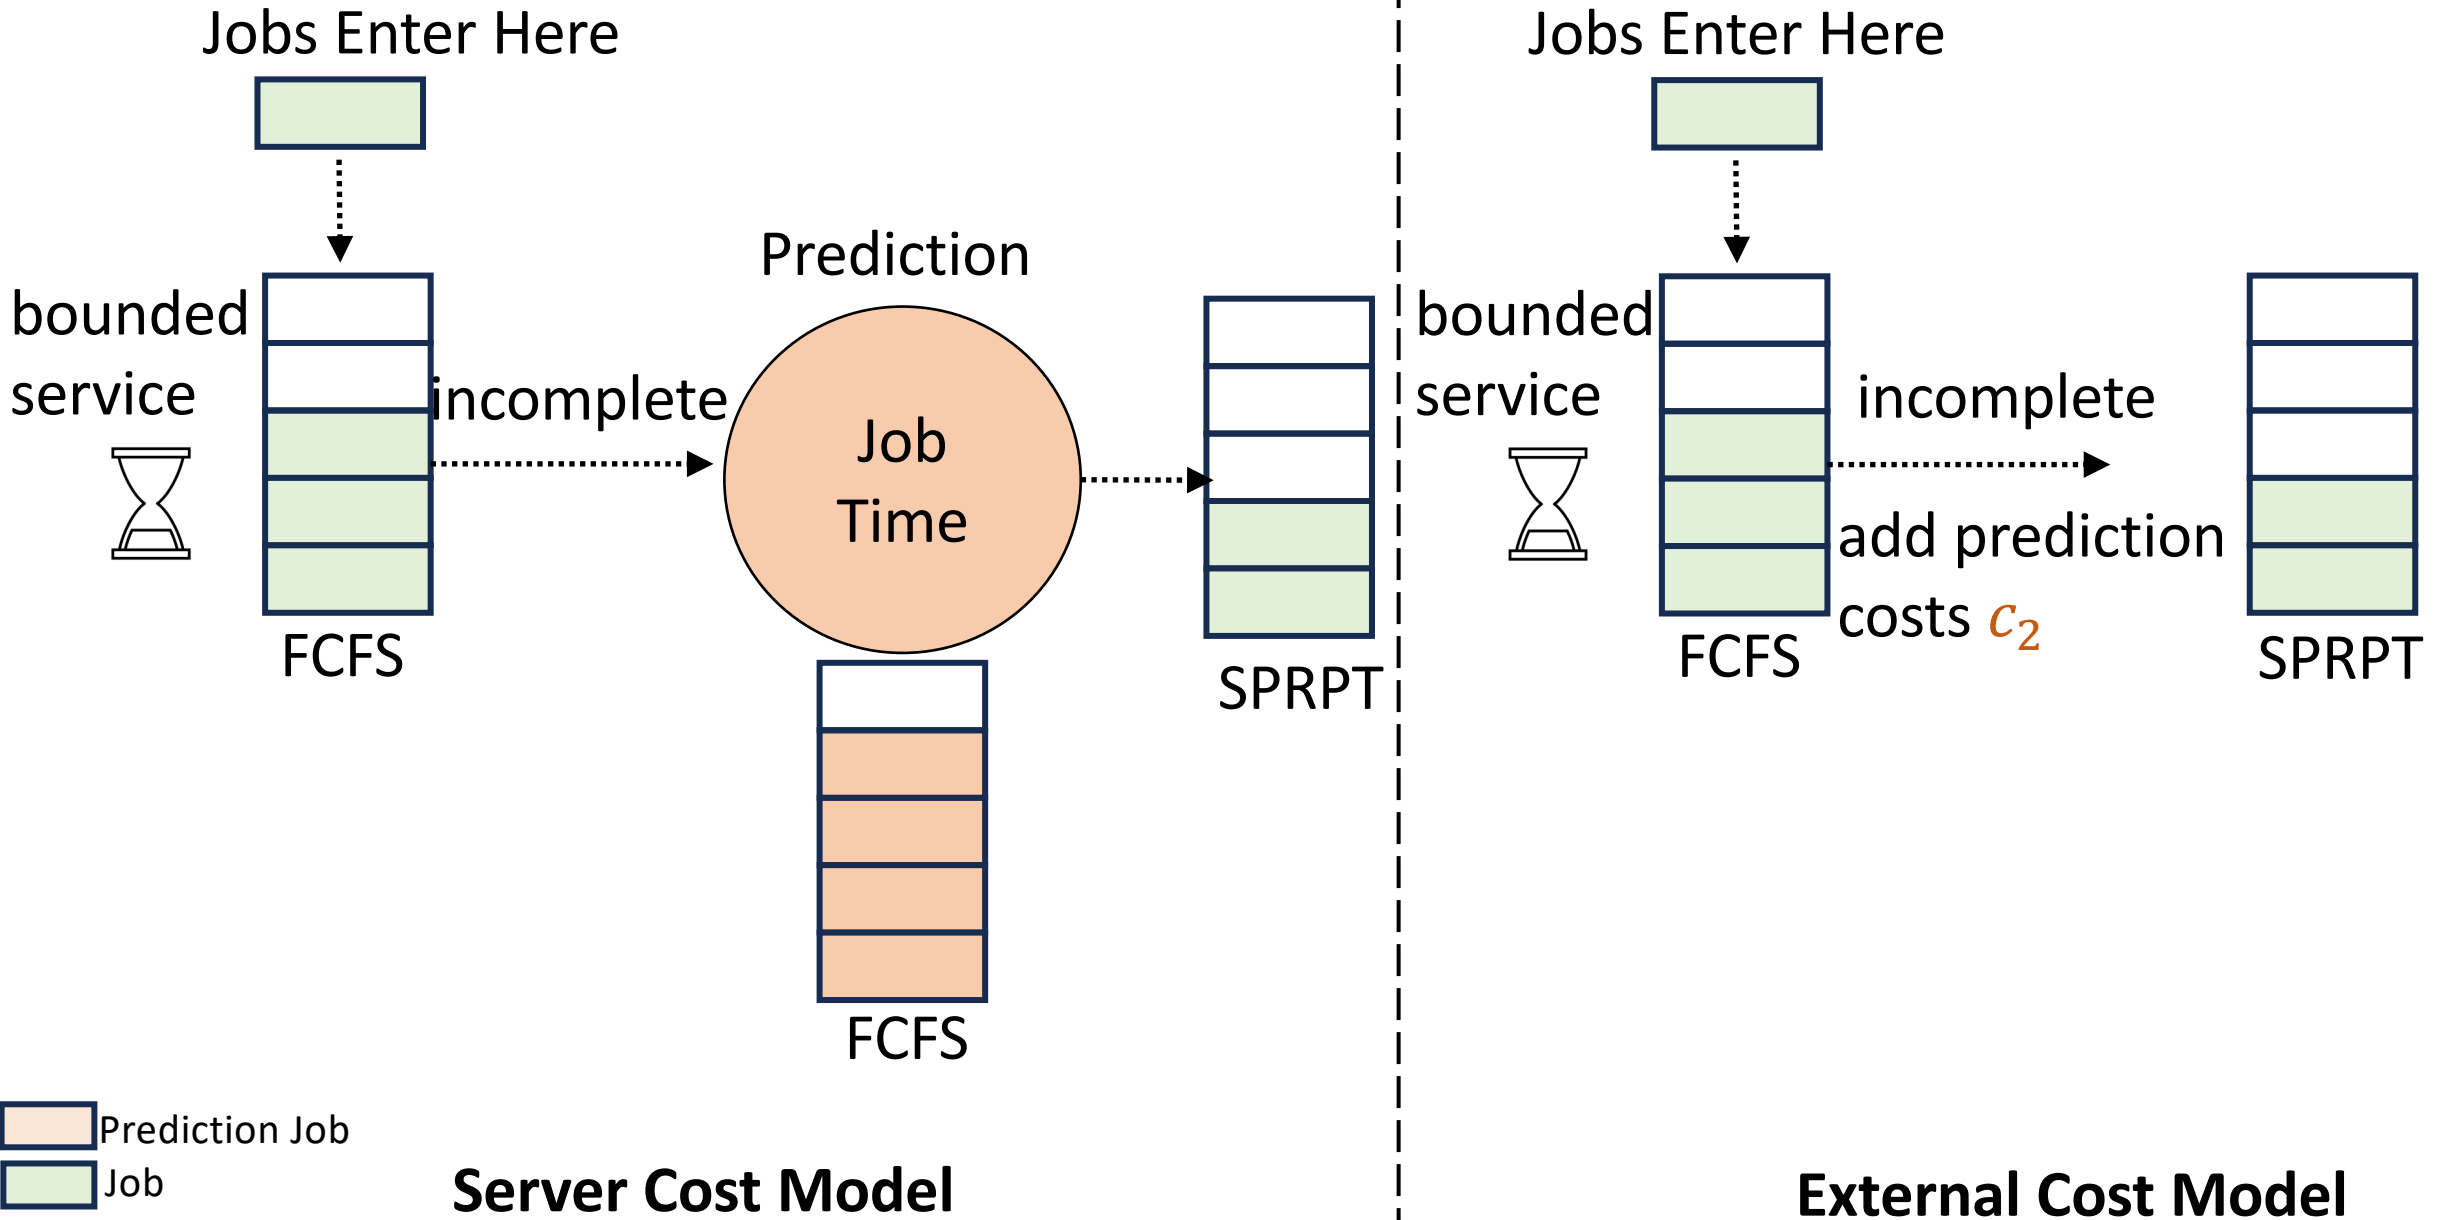 Jobs Enter Here
bounded
service
incomplete
FCFS
Prediction
Job
Time
FCFS
SPRPT
Prediction Job
Job
Server Cost Model
Jobs Enter Here
bounded
service
incomplete
add prediction
costs c₂
FCFS
SPRPT
External Cost Model